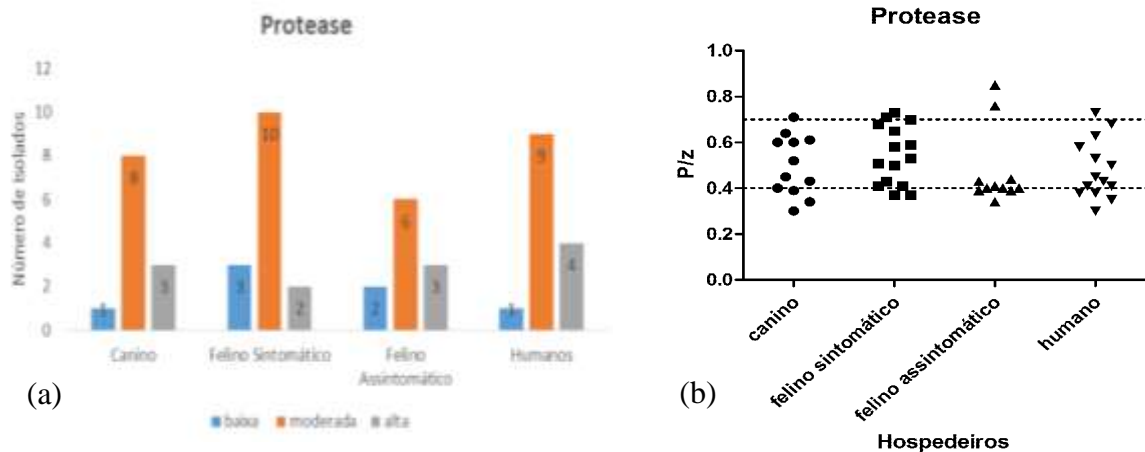 Protease
Número de isolados
12
10
8
6
4
2
0
1
8
3
3
10
2
2
6
3
1
9
4
Canino
Felino Sintomático
Felino
Assintomático
Humanos
baixa
moderada
alta
(a)
Protease
P/z
1.0
0.8
0.6
0.4
0.2
0.0
canino
felino sintomático
felino assintomático
humano
Hospedeiros
(b)